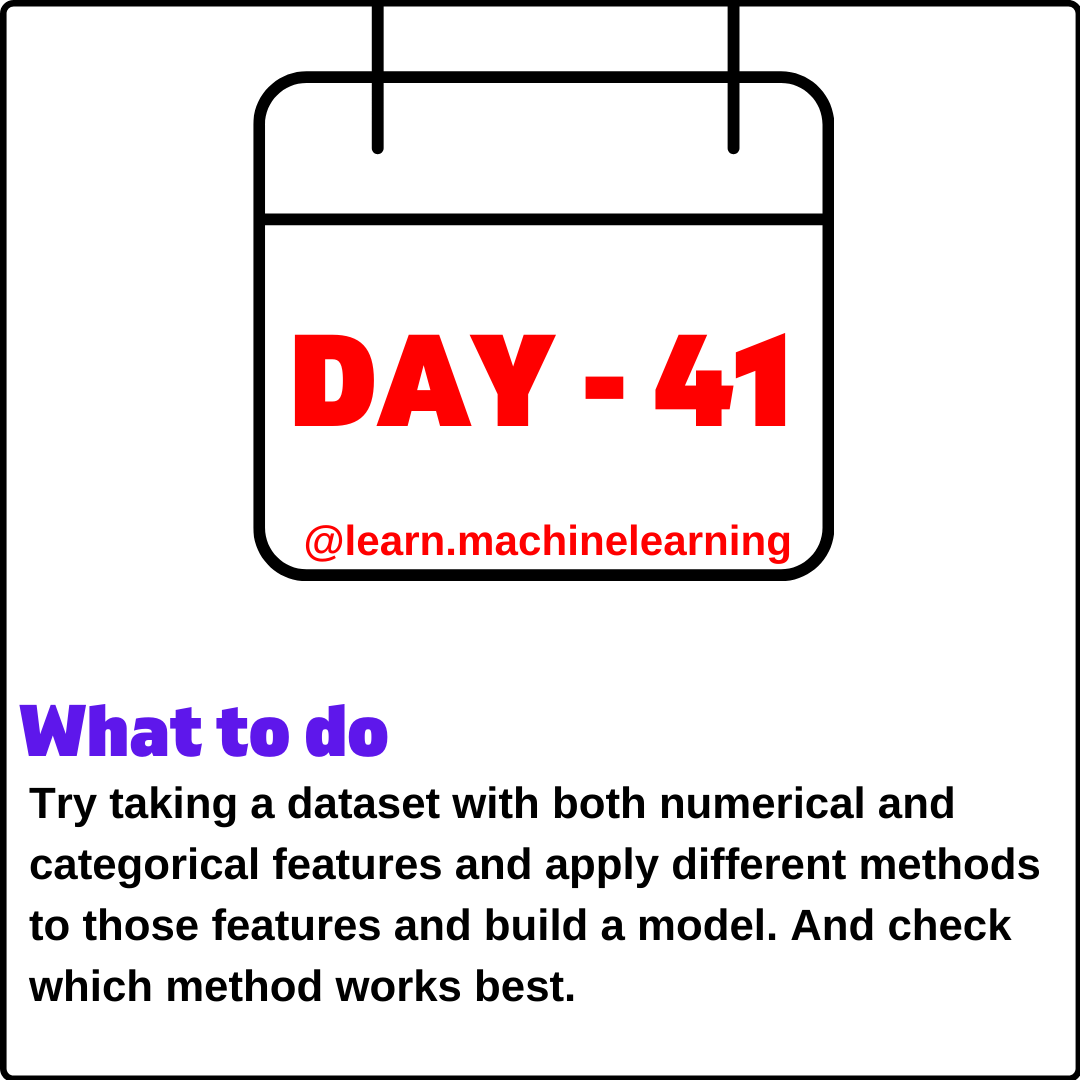 DAY - 41
@learn.machinelearning
What to do
Try taking a dataset with both numerical and
categorical features and apply different methods
to those features and build a model. And check
which method works best.